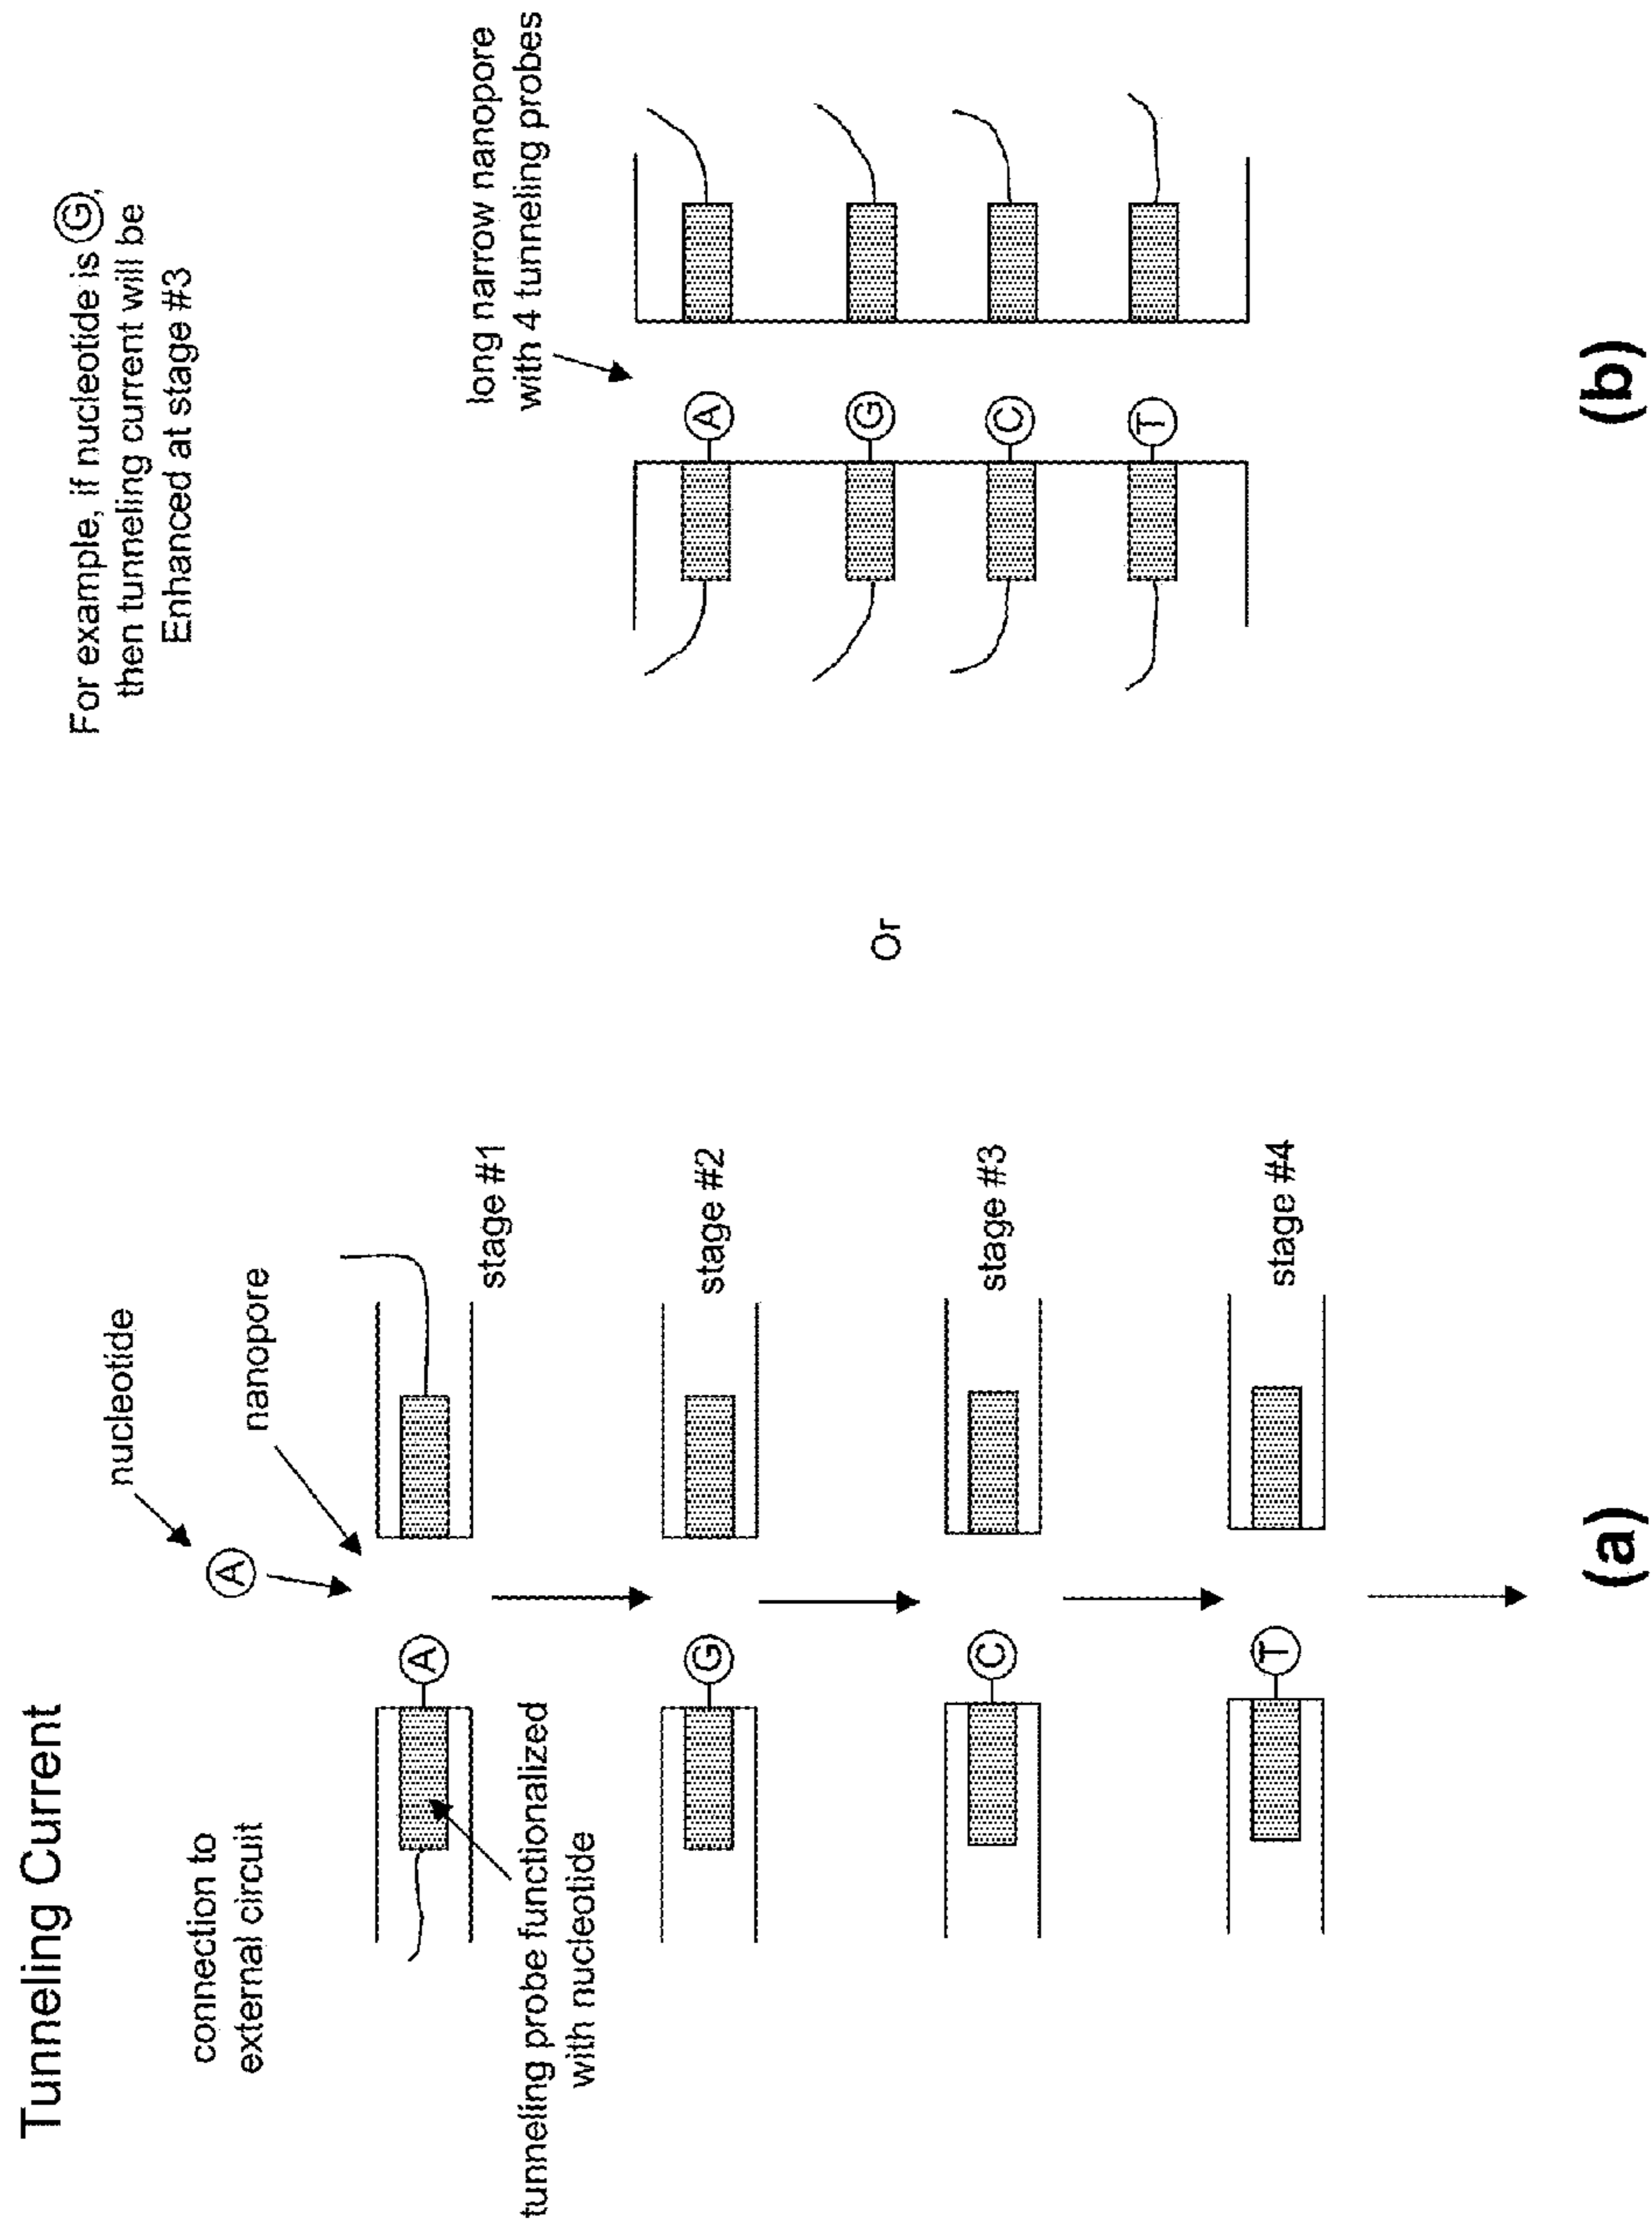 Tunneling Current
nucleotide
A
nanopore
connection to
external circuit
A
stage #1
tunneling probe functionalized
with nucleotide
G
stage #2
C
stage #3
T
stage #4
(a)
Or
For example, if nucleotide is G,
then tunneling current will be
Enhanced at stage #3
long narrow nanopore
with 4 tunneling probes
A
G
C
T
(b)